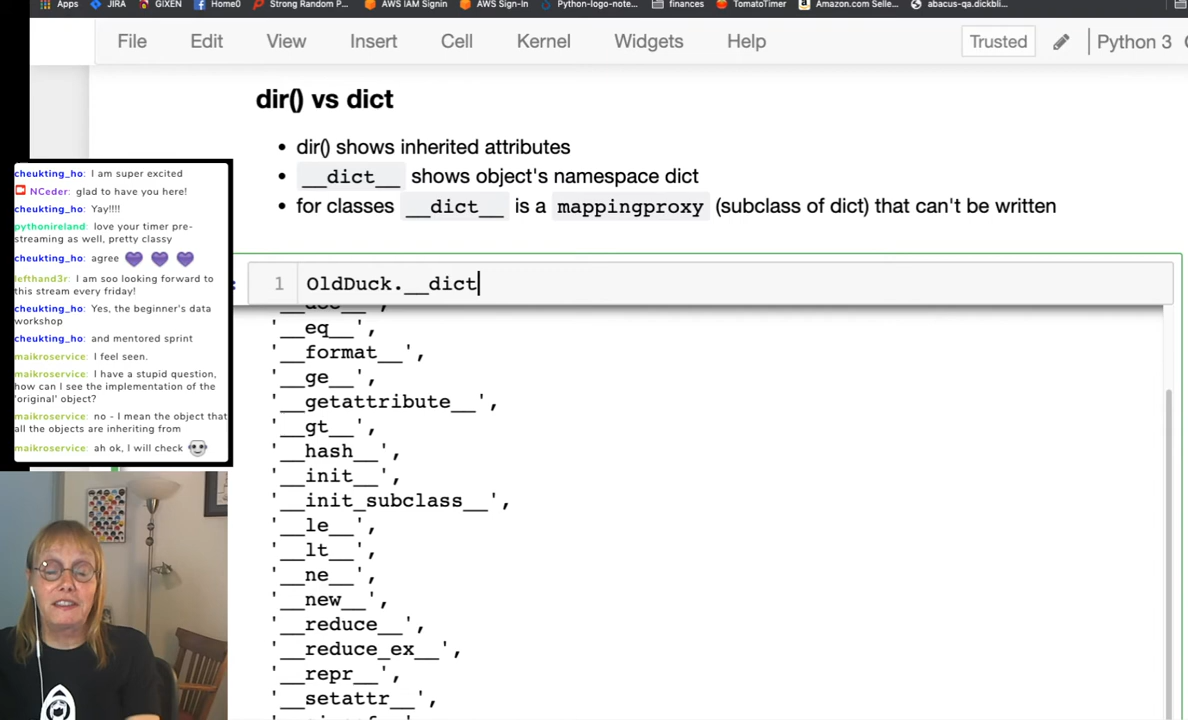 Apps JIRA GIXEN Home0 Strong Random P... AWS IAM Signin AWS Sign-In Python-logo-note... finances TomatoTimer Amazon.com Selle... abacus-qa.dickbli...
File Edit View Insert Cell Kernel Widgets Help Trusted Python 3
dir() vs dict
• dir() shows inherited attributes
• __dict__ shows object's namespace dict
• for classes __dict__ is a mappingproxy (subclass of dict) that can't be written
1 OldDuck.__dict
'__eq__',
'__format__',
'__ge__',
'__getattribute__',
'__gt__',
'__hash__',
'__init__',
'__init_subclass__',
'__le__',
'__lt__',
'__ne__',
'__new__',
'__reduce__',
'__reduce_ex__',
'__repr__',
'__setattr__',
cheukting_ho: I am super excited
NCeder: glad to have you here!
cheukting_ho: Yay!!!!
pythonireland: love your timer pre-
streaming as well, pretty classy
cheukting_ho: agree
lefthand3r: I am soo looking forward to
this stream every friday!
cheukting_ho: Yes, the beginner's data
workshop
cheukting_ho: and mentored sprint
maikroservice: I feel seen.
maikroservice: I have a stupid question,
how can I see the implementation of the
'original' object?
maikroservice: no - I mean the object that
all the objects are inheriting from
maikroservice: ah ok, I will check